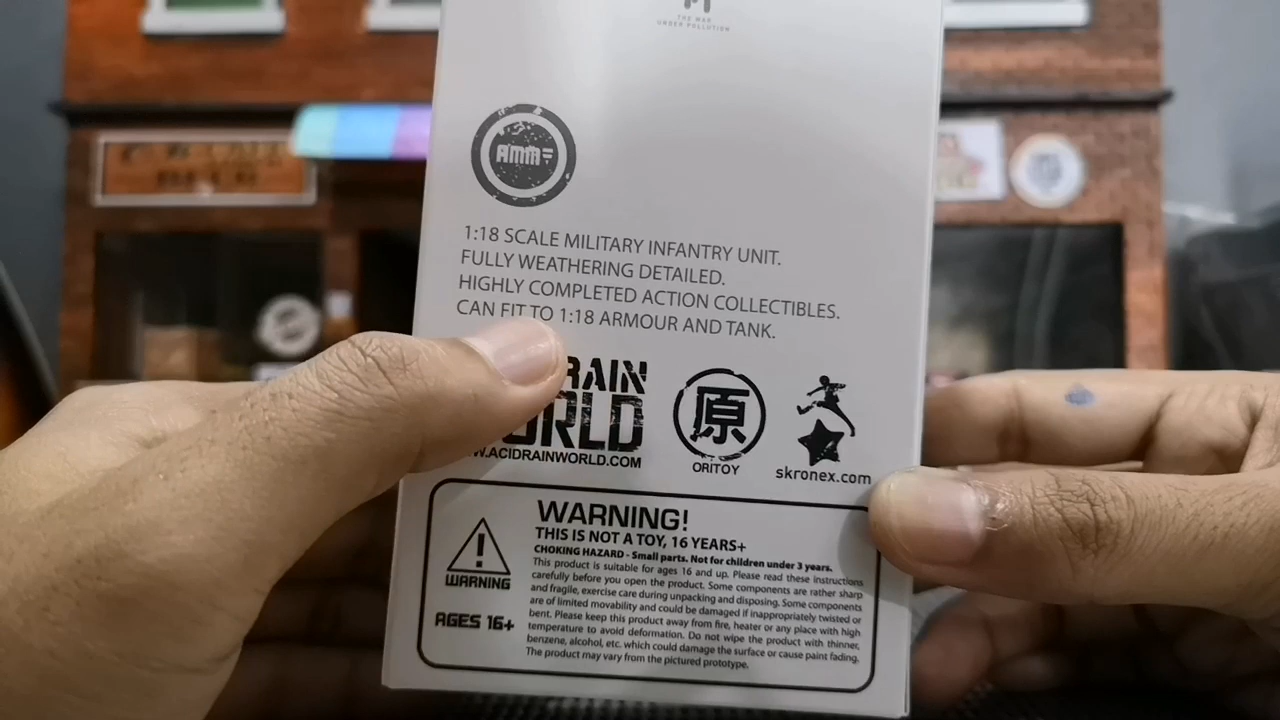 THE WAR
UNDER POLLUTION
1:18 SCALE MILITARY INFANTRY UNIT.
FULLY WEATHERING DETAILED.
HIGHLY COMPLETED ACTION COLLECTIBLES.
CAN FIT TO 1:18 ARMOUR AND TANK.
RAIN
ORLD
W.ACIDRAINWORLD.COM
原
ORITOY
skronex.com
WARNING!
THIS IS NOT A TOY, 16 YEARS+
CHOKING HAZARD - Small parts. Not for children under 3 years.
This product is suitable for ages 16 and up. Please read these instructions
carefully before you open the product. Some components are rather sharp
and fragile, exercise care during unpacking and disposing. Some components
are of limited movability and could be damaged if inappropriately twisted or
bent. Please keep this product away from fire, heater or any place with high
temperature to avoid deformation. Do not wipe the product with thinner,
benzene, alcohol, etc. which could damage the surface or cause paint fading.
The product may vary from the pictured prototype.
WARNING
AGES 16+